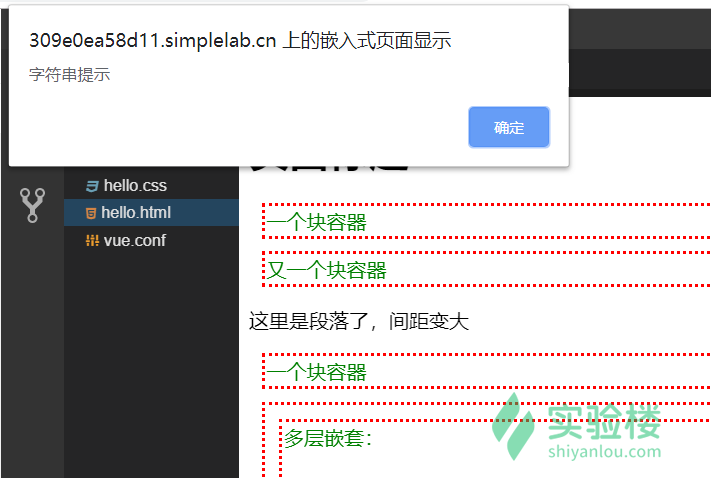 309e0ea58d11.simplelab.cn 上的嵌入式页面显示
字符串提示
确定
hello.css
hello.html
vue.conf
一个块容器
又一个块容器
这里是段落了，间距变大
一个块容器
多层嵌套：
实验楼
shiyanlou.com